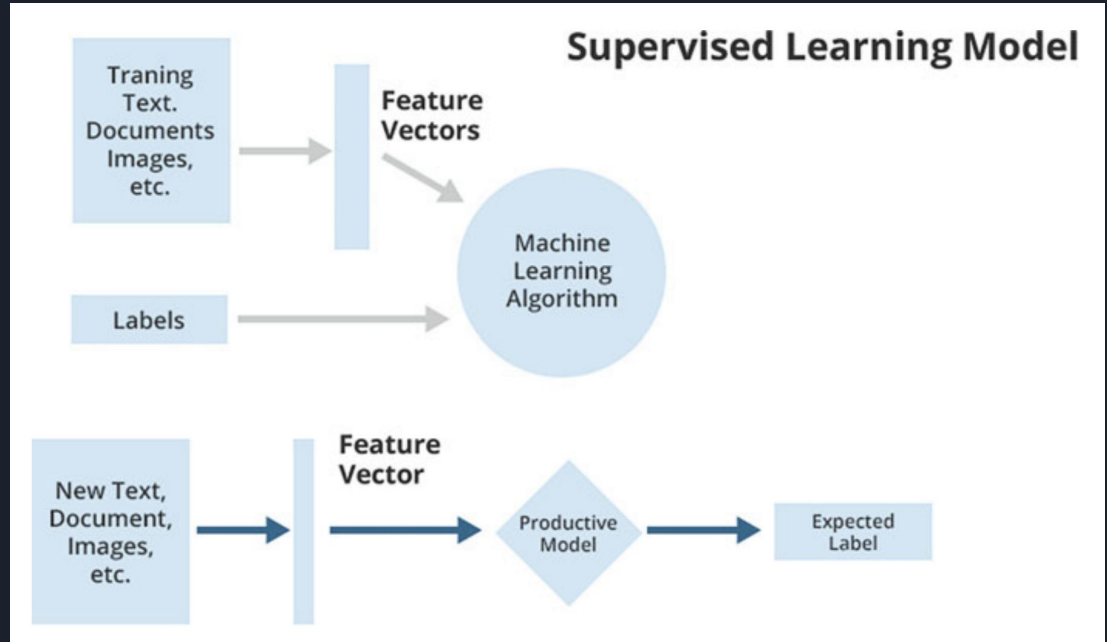 Supervised Learning Model
Traning
Text.
Documents
Images,
etc.
Feature
Vectors
Machine
Learning
Algorithm
Labels
New Text,
Document,
Images,
etc.
Feature
Vector
Productive
Model
Expected
Label